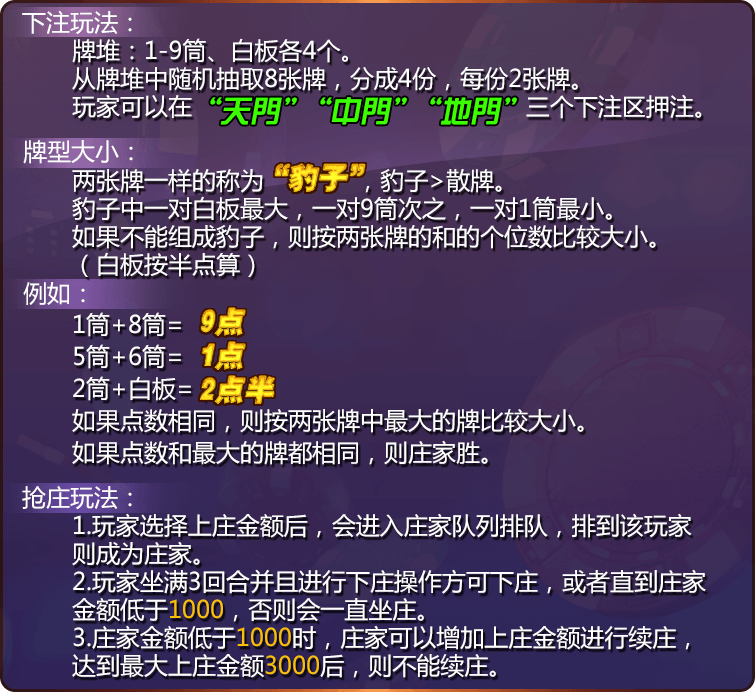 下注玩法：
牌堆：1-9筒、白板各4个。
从牌堆中随机抽取8张牌，分成4份，每份2张牌。
玩家可以在“天門”“中門”“地門”三个下注区押注。
牌型大小：
两张牌一样的称为“豹子”，豹子>散牌。
豹子中一对白板最大，一对9筒次之，一对1筒最小。
如果不能组成豹子，则按两张牌的和的个位数比较大小。
（白板按半点算）
例如：
1筒+8筒= 9点
5筒+6筒= 1点
2筒+白板= 2点半
如果点数相同，则按两张牌中最大的牌比较大小。
如果点数和最大的牌都相同，则庄家胜。
抢庄玩法：
1.玩家选择上庄金额后，会进入庄家队列排队，排到该玩家
则成为庄家。
2.玩家坐满3回合并且进行下庄操作方可下庄，或者直到庄家
金额低于1000，否则会一直坐庄。
3.庄家金额低于1000时，庄家可以增加上庄金额进行续庄，
达到最大上庄金额3000后，则不能续庄。